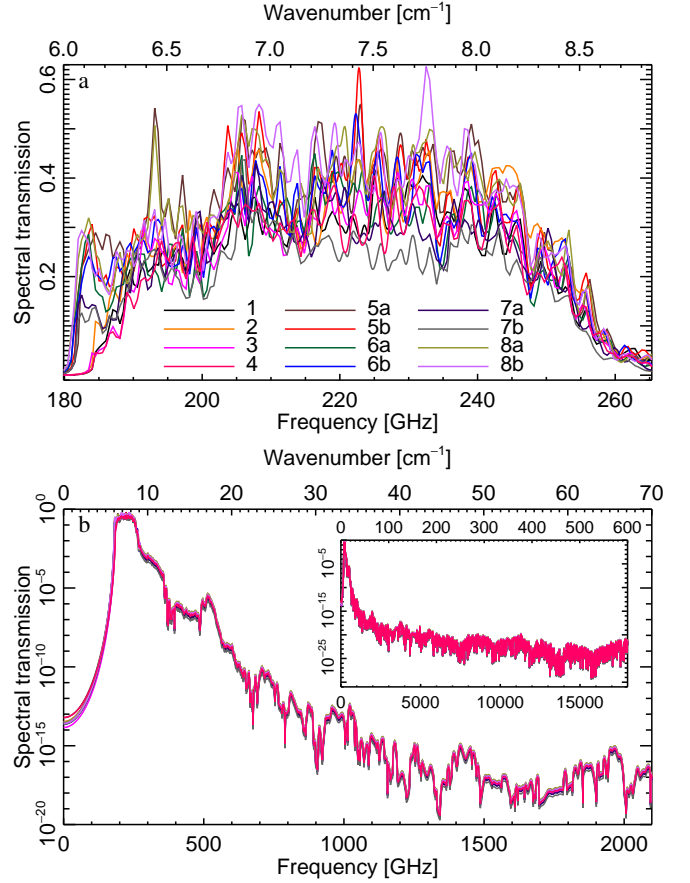 Wavenumber [cm⁻¹]
6.0 6.5 7.0 7.5 8.0 8.5
a
0.6
0.4
0.2
Spectral transmission
1 5a 7a
2 5b 7b
3 6a 8a
4 6b 8b
180 200 220 240 260
Frequency [GHz]
Wavenumber [cm⁻¹]
0 10 20 30 40 50 60 70
b
10⁰
10⁻⁵
10⁻¹⁰
10⁻¹⁵
10⁻²⁰
Spectral transmission
0 100 200 300 400 500 600
10⁻⁵
10⁻¹⁵
10⁻²⁵
0 5000 10000 15000
0 500 1000 1500 2000
Frequency [GHz]